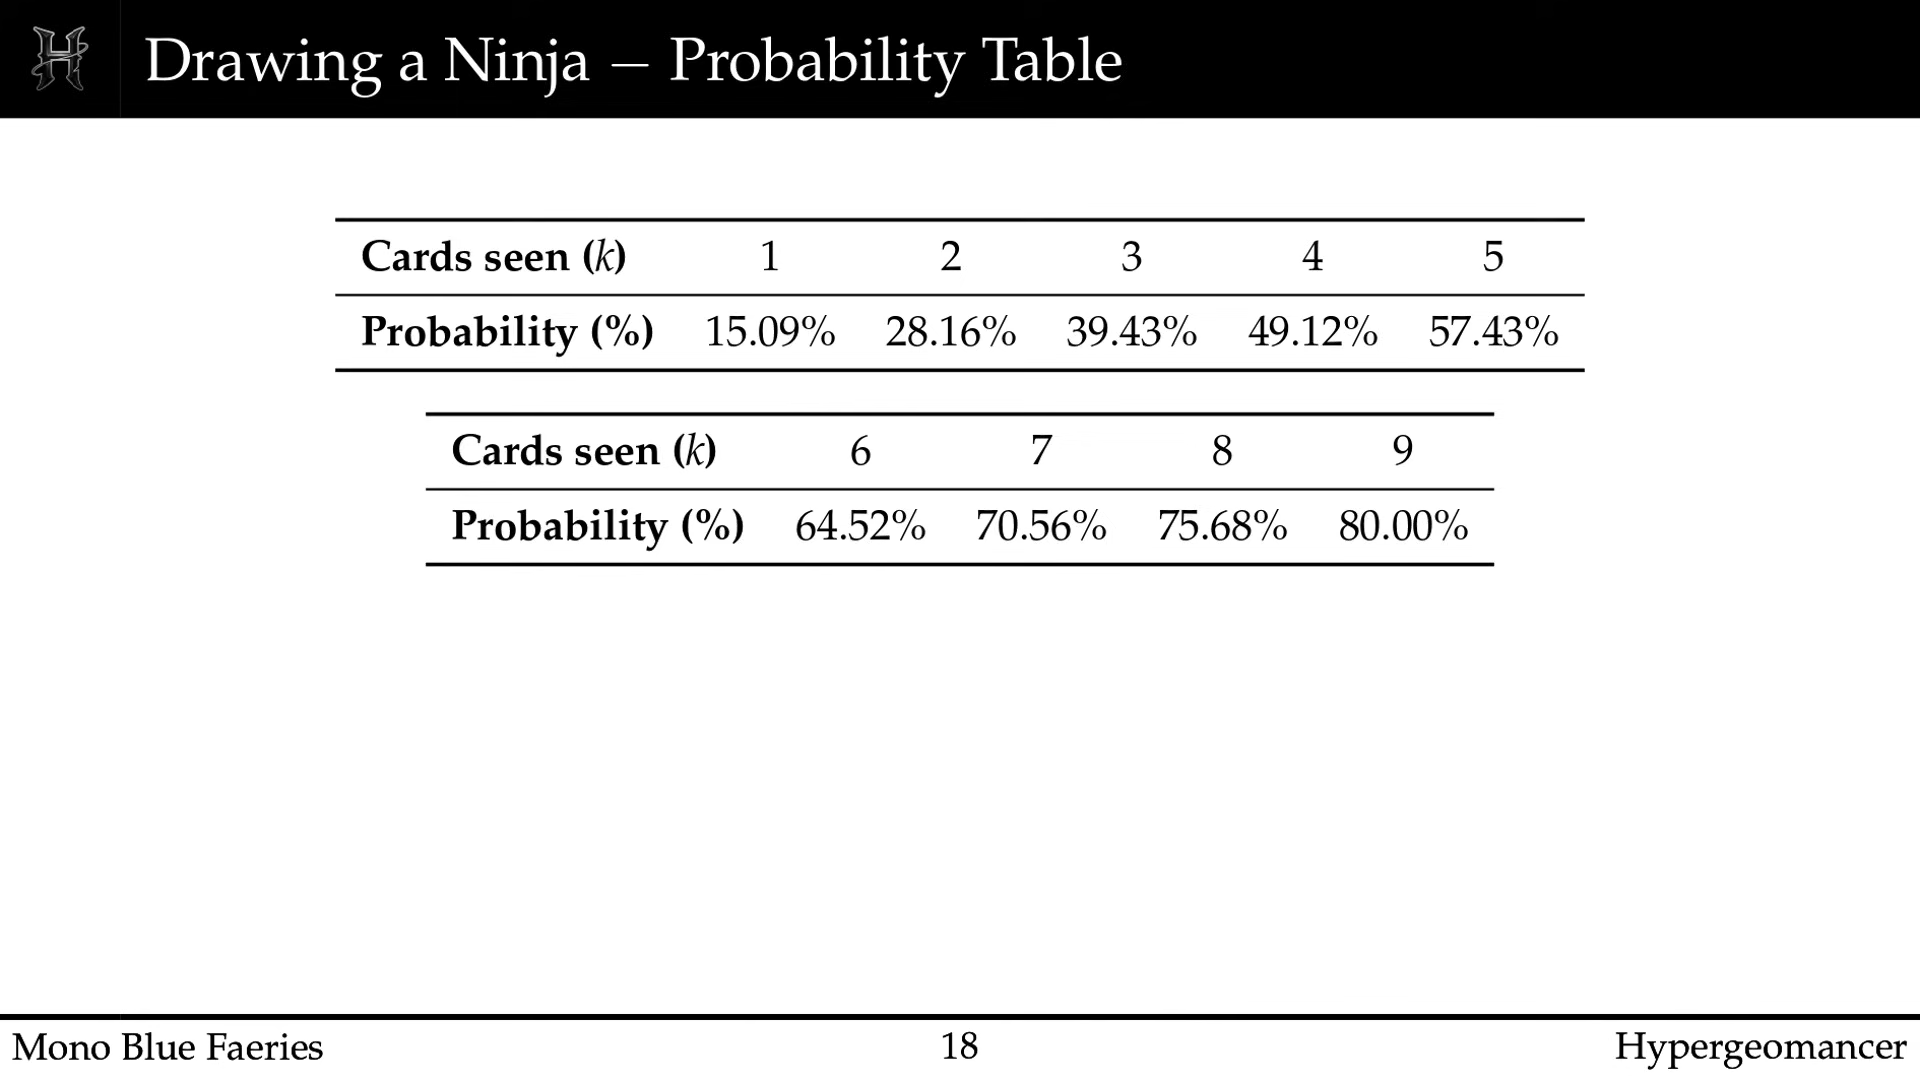 Drawing a Ninja – Probability Table
Cards seen (k) 1 2 3 4 5
Probability (%) 15.09% 28.16% 39.43% 49.12% 57.43%
Cards seen (k) 6 7 8 9
Probability (%) 64.52% 70.56% 75.68% 80.00%
Mono Blue Faeries 18 Hypergeomancer